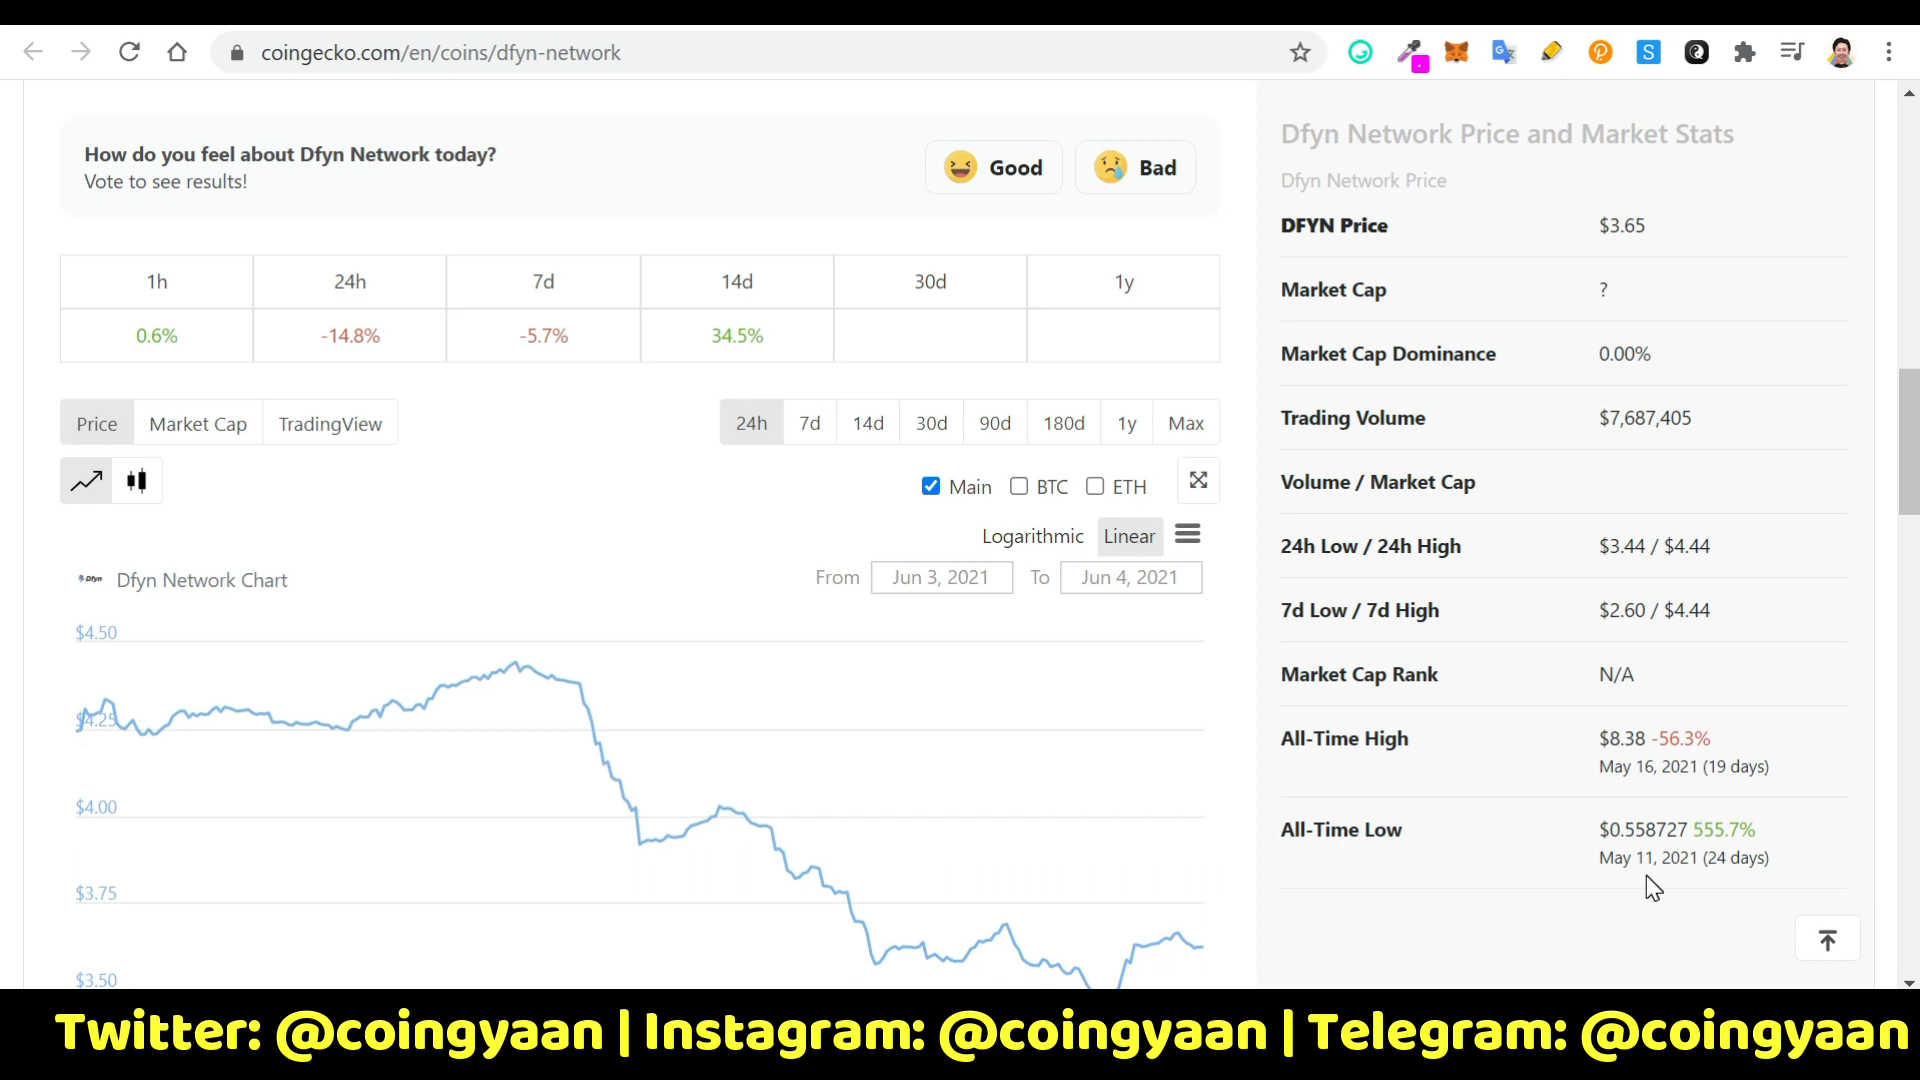 coingecko.com/en/coins/dfyn-network
How do you feel about Dfyn Network today?
Vote to see results!
Good
Bad
1h 24h 7d 14d 30d 1y
0.6% -14.8% -5.7% 34.5%
Price Market Cap TradingView
24h 7d 14d 30d 90d 180d 1y Max
Main BTC ETH
Logarithmic Linear
Dfyn Dfyn Network Chart
From Jun 3, 2021 To Jun 4, 2021
$4.50
$4.25
$4.00
$3.75
$3.50
Dfyn Network Price and Market Stats
Dfyn Network Price
DFYN Price $3.65
Market Cap ?
Market Cap Dominance 0.00%
Trading Volume $7,687,405
Volume / Market Cap
24h Low / 24h High $3.44 / $4.44
7d Low / 7d High $2.60 / $4.44
Market Cap Rank N/A
All-Time High $8.38 -56.3%
May 16, 2021 (19 days)
All-Time Low $0.558727 555.7%
May 11, 2021 (24 days)
Twitter: @coingyaan | Instagram: @coingyaan | Telegram: @coingyaan